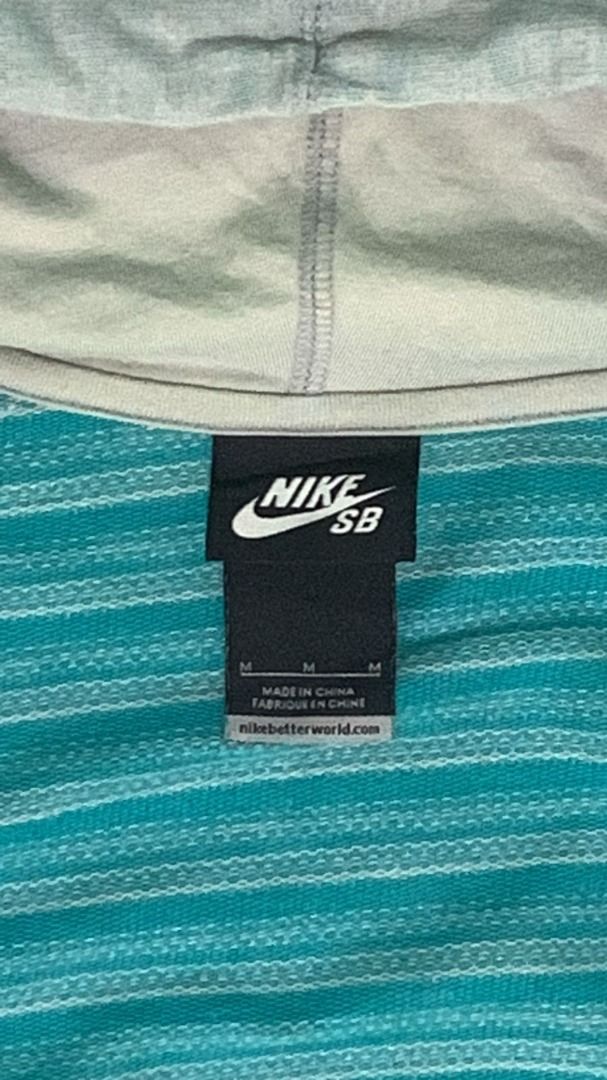 NIKE
SB
M M M
MADE IN CHINA
FABRIQUE EN CHINE
nikebetterworld.com